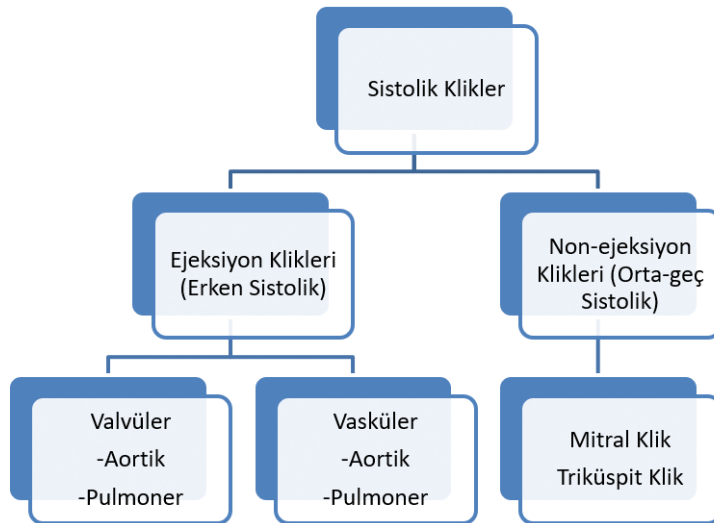 Sistolik Klikler
Ejeksiyon Klikleri
(Erken Sistolik)
Non-ejeksiyon
Klikleri (Orta-geç
Sistolik)
Valvüler
-Aortik
-Pulmoner
Vasküler
-Aortik
-Pulmoner
Mitral Klik
Triküspit Klik